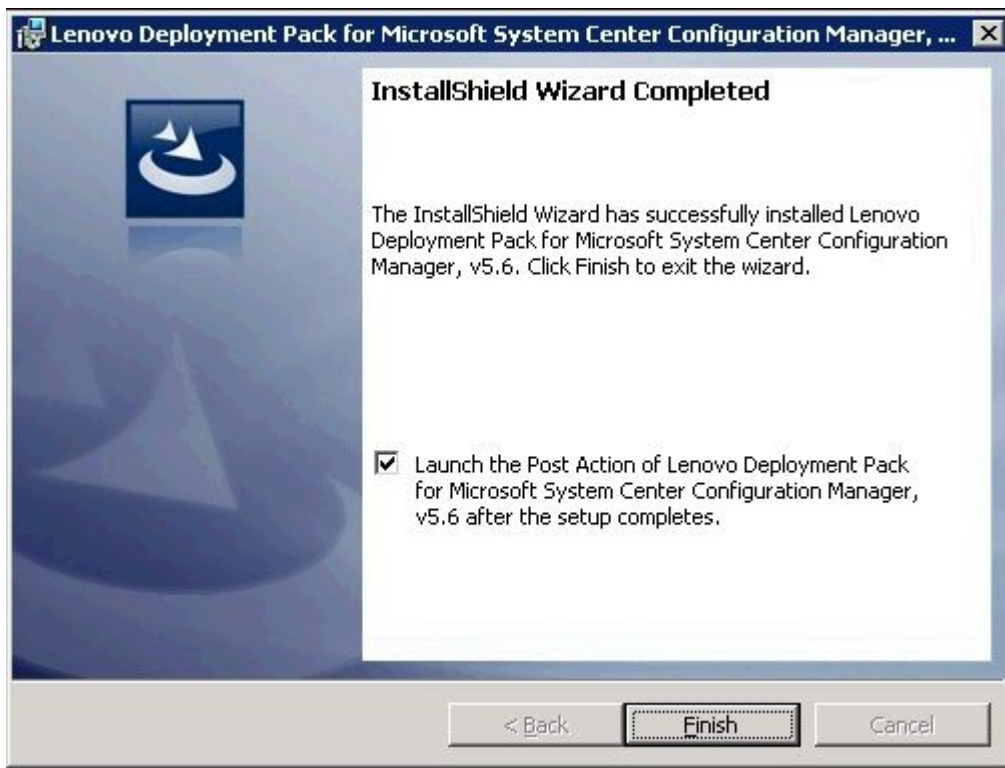 Lenovo Deployment Pack for Microsoft System Center Configuration Manager, ...
InstallShield Wizard Completed
The InstallShield Wizard has successfully installed Lenovo
Deployment Pack for Microsoft System Center Configuration
Manager, v5.6. Click Finish to exit the wizard.
Launch the Post Action of Lenovo Deployment Pack
for Microsoft System Center Configuration Manager,
v5.6 after the setup completes.
< Back Finish Cancel